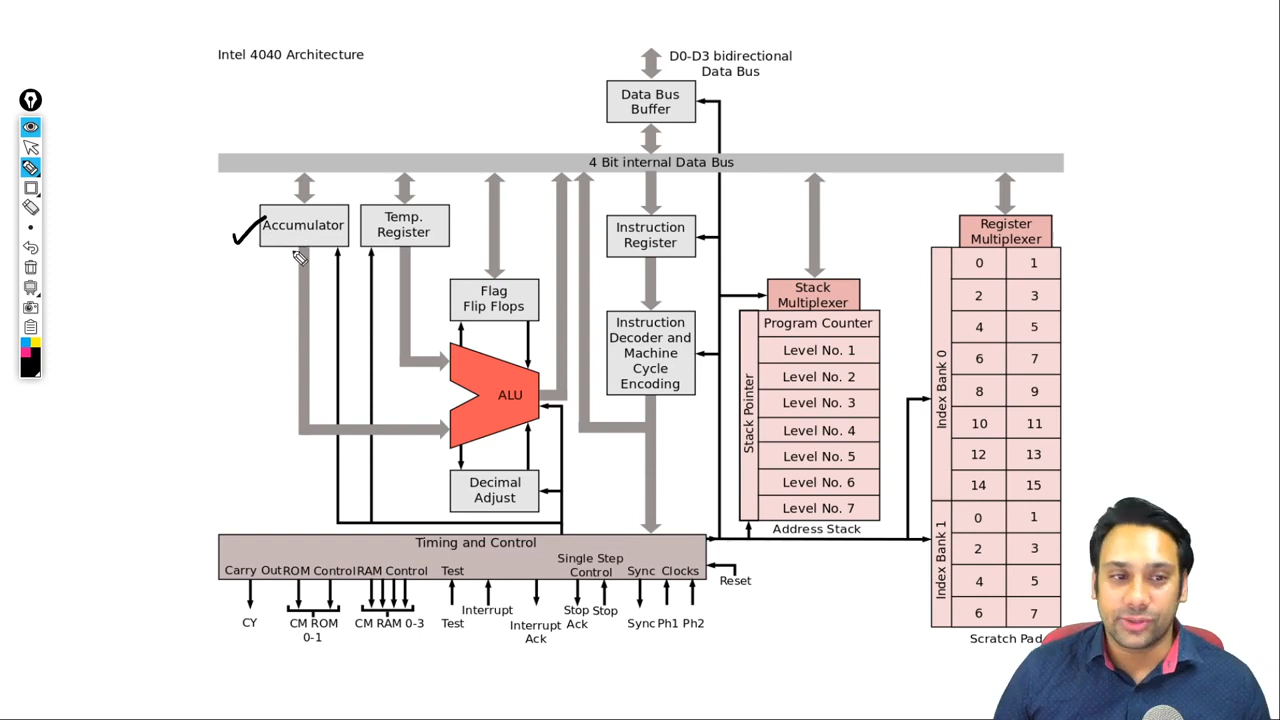 Intel 4040 Architecture
D0-D3 bidirectional
Data Bus
Data Bus
Buffer
4 Bit internal Data Bus
Accumulator
Temp.
Register
Flag
Flip Flops
ALU
Decimal
Adjust
Instruction
Register
Instruction
Decoder and
Machine
Cycle
Encoding
Stack
Multiplexer
Stack Pointer
Program Counter
Level No. 1
Level No. 2
Level No. 3
Level No. 4
Level No. 5
Level No. 6
Level No. 7
Address Stack
Register
Multiplexer
Index Bank 0
0 1
2 3
4 5
6 7
8 9
10 11
12 13
14 15
Index Bank 1
0 1
2 3
4 5
6 7
Scratch Pad
Timing and Control
Carry Out ROM Control RAM Control Test Single Step
Control Sync Clocks
Reset
CY
CM ROM
0-1
CM RAM 0-3
Test
Interrupt
Interrupt
Ack
Stop
Ack
Stop
Sync Ph1 Ph2